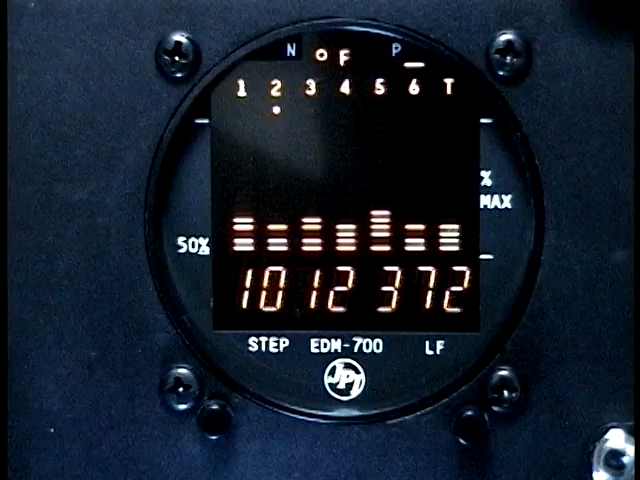 N °F P
1 2 3 4 5 6 T
%
MAX
50%
1012 372
STEP EDM-700 LF
JPI